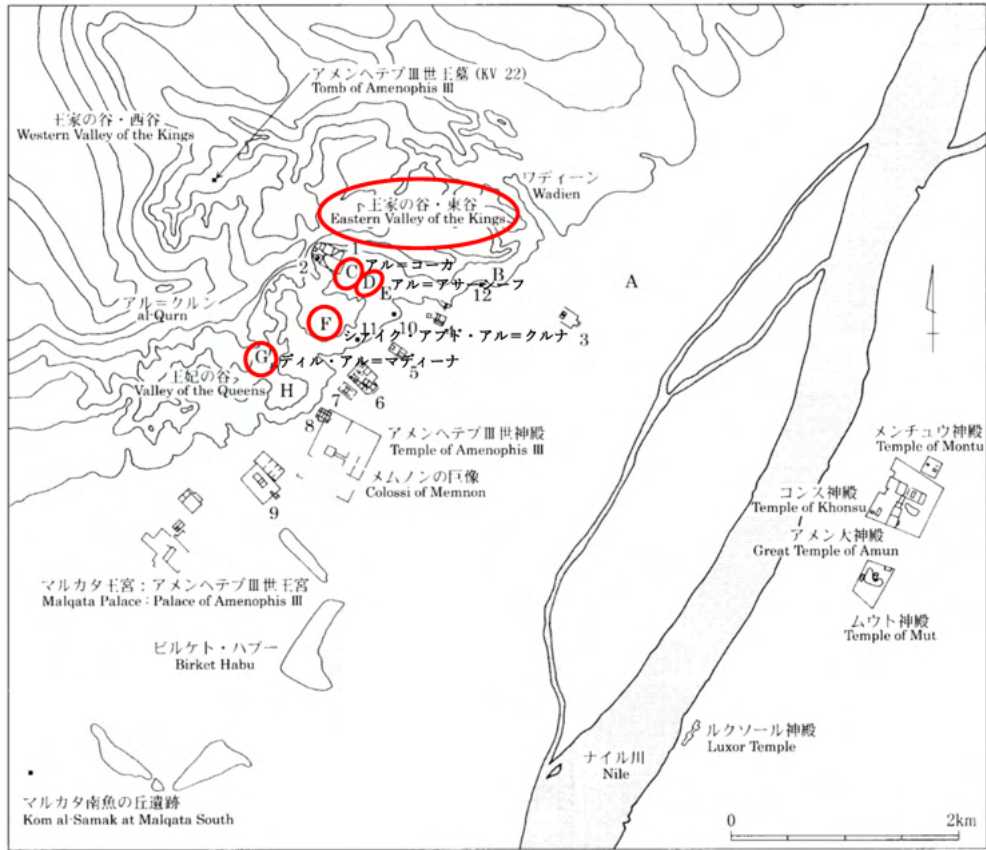 アメンヘテプⅢ世王墓 (KV 22)
Tomb of Amenophis Ⅲ
王家の谷・西谷
Western Valley of the Kings
ワディーン
Wadien
王家の谷・東谷
Eastern Valley of the Kings
1
2
C
アル=コーカ
D
アル=アサーシーフ
E
B
12
A
アル=クルン
al-Qurn
F
シェイク・アブド・アル=クルナ
11
10
4
3
5
G
ディル・アル=マディーナ
王妃の谷
Valley of the Queens
H
6
7
8
アメンヘテプⅢ世神殿
Temple of Amenophis Ⅲ
メムノンの巨像
Colossi of Memnon
9
メンチュウ神殿
Temple of Montu
コンス神殿
Temple of Khonsu
アメン大神殿
Great Temple of Amun
ムウト神殿
Temple of Mut
マルカタ王宮:アメンヘテプⅢ世王宮
Malqata Palace : Palace of Amenophis Ⅲ
ビルケト・ハブー
Birket Habu
ルクソール神殿
Luxor Temple
ナイル川
Nile
マルカタ南魚の丘遺跡
Kom al-Samak at Malqata South
0
2km